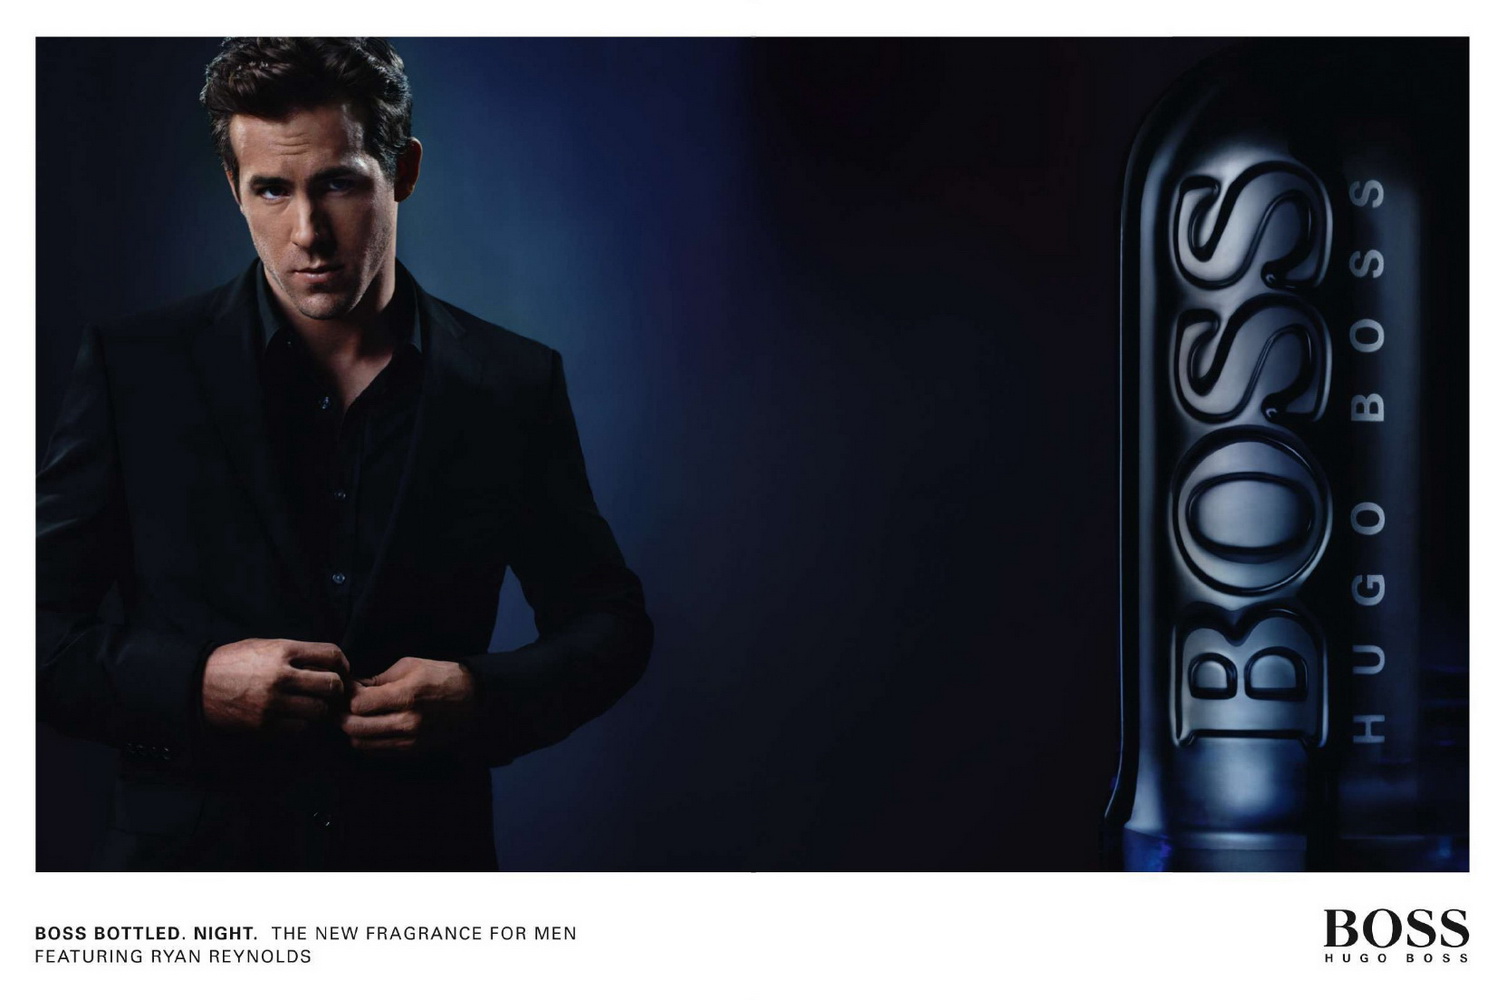 BOSS
HUGO BOSS
BOSS BOTTLED. NIGHT. THE NEW FRAGRANCE FOR MEN
FEATURING RYAN REYNOLDS
BOSS
HUGO BOSS